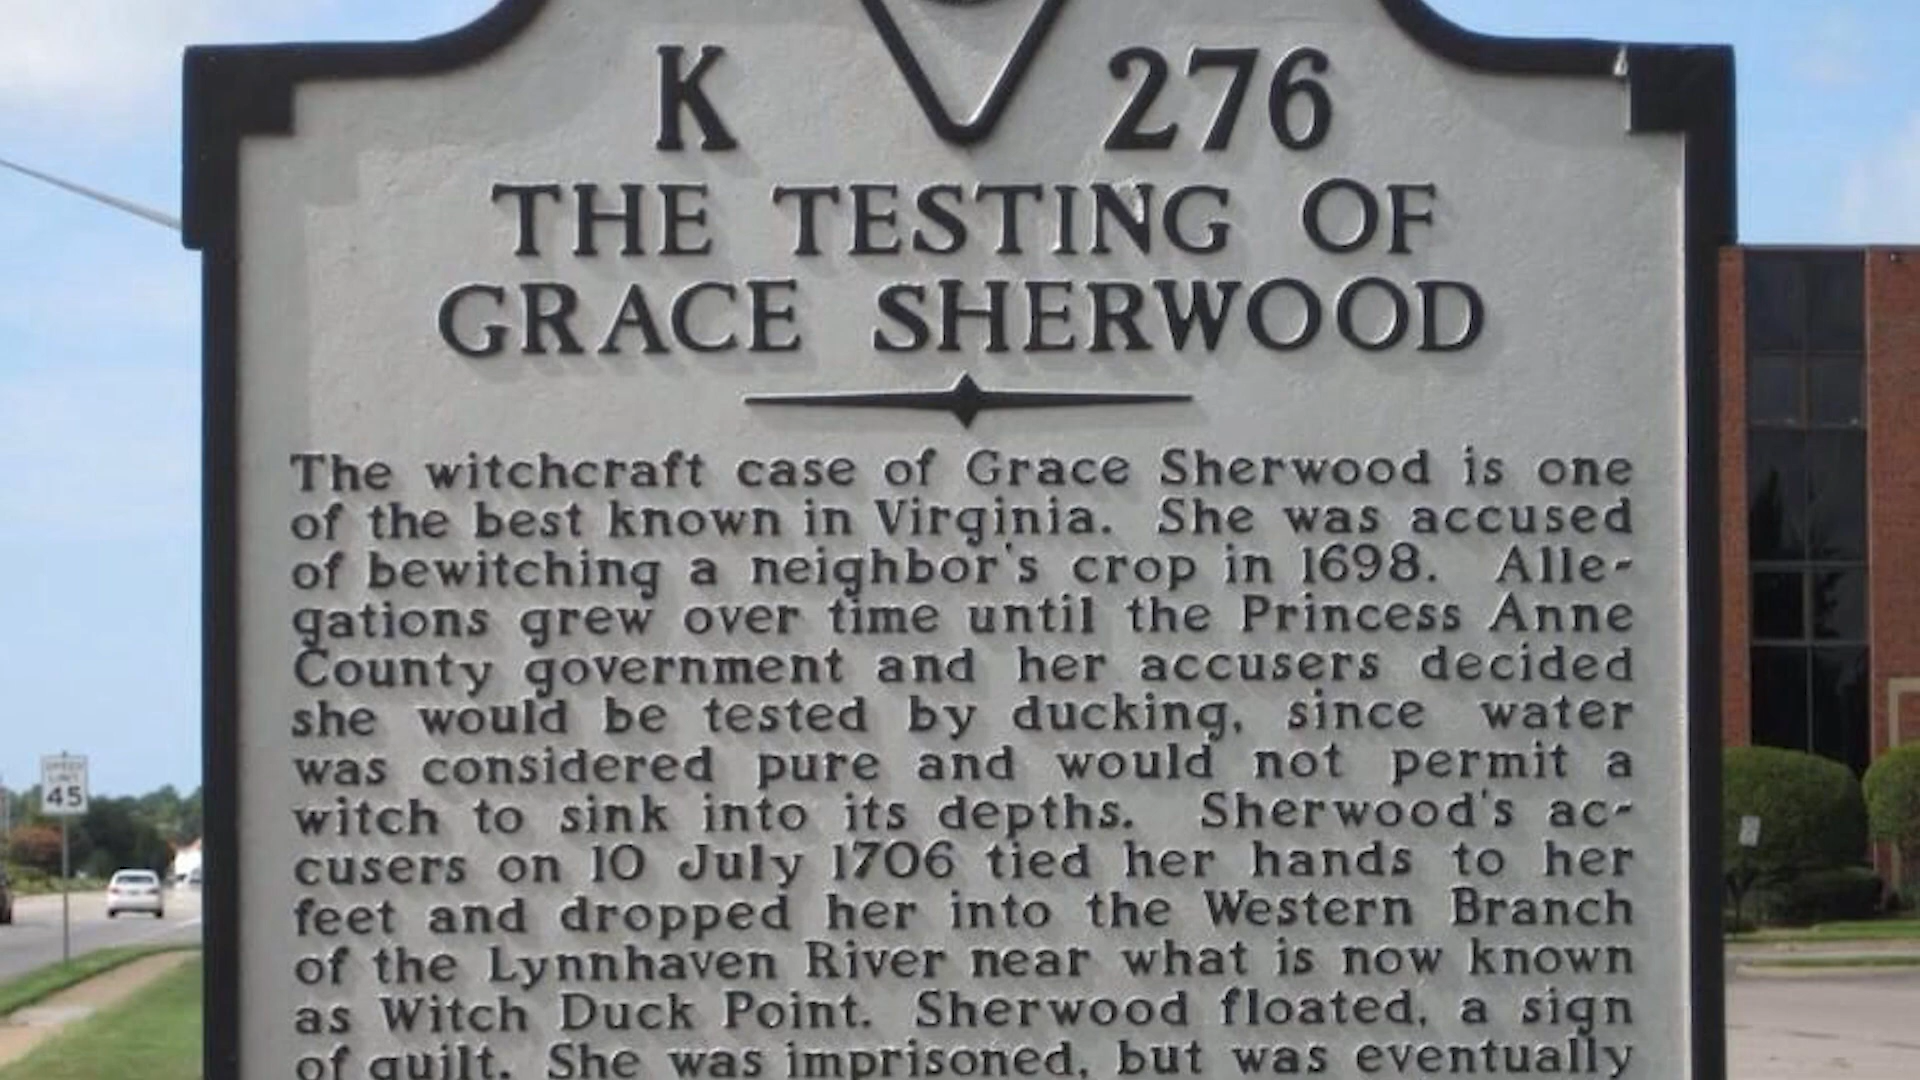 K 276
THE TESTING OF
GRACE SHERWOOD
The witchcraft case of Grace Sherwood is one
of the best known in Virginia. She was accused
of bewitching a neighbor's crop in 1698. Alle-
gations grew over time until the Princess Anne
County government and her accusers decided
she would be tested by ducking, since water
was considered pure and would not permit a
witch to sink into its depths. Sherwood's ac-
cusers on 10 July 1706 tied her hands to her
feet and dropped her into the Western Branch
of the Lynnhaven River near what is now known
as Witch Duck Point. Sherwood floated, a sign
of guilt. She was imprisoned, but was eventually
SPEED
LIMIT
45